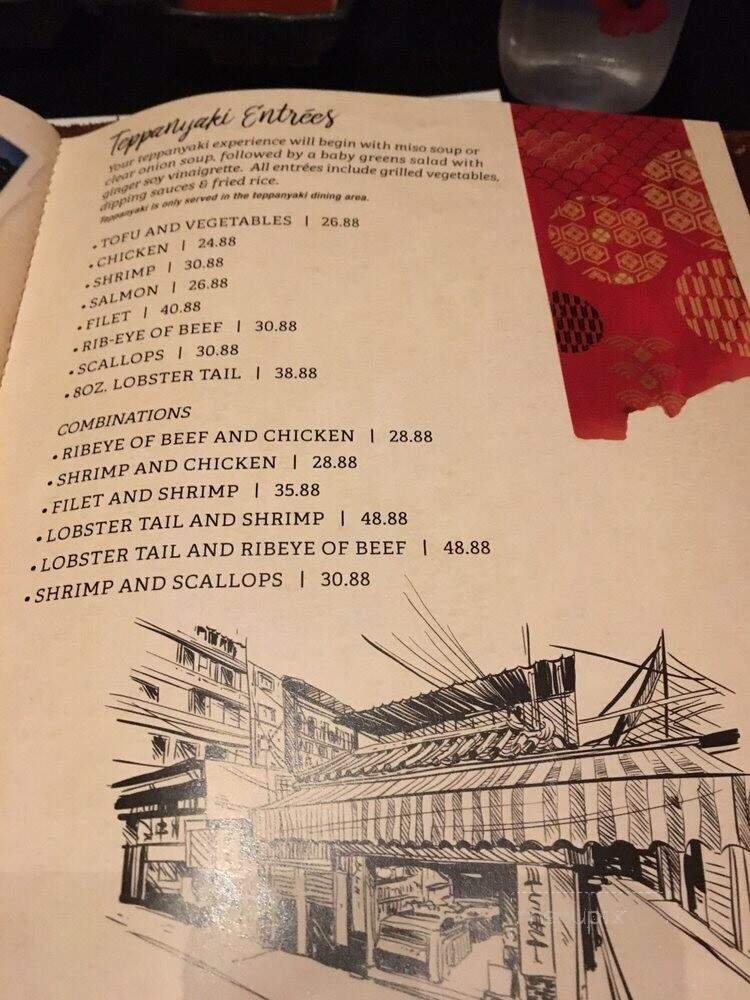 Teppanyaki Entrées
Your teppanyaki experience will begin with miso soup or
clear onion soup, followed by a baby greens salad with
ginger soy vinaigrette. All entrées include grilled vegetables,
dipping sauces & fried rice.
Teppanyaki is only served in the teppanyaki dining area.
• TOFU AND VEGETABLES | 26.88
• CHICKEN | 24.88
• SHRIMP | 30.88
• SALMON | 26.88
• FILET | 40.88
• RIB-EYE OF BEEF | 30.88
• SCALLOPS | 30.88
• 8OZ. LOBSTER TAIL | 38.88
COMBINATIONS
• RIBEYE OF BEEF AND CHICKEN | 28.88
• SHRIMP AND CHICKEN | 28.88
• FILET AND SHRIMP | 35.88
• LOBSTER TAIL AND SHRIMP | 48.88
• LOBSTER TAIL AND RIBEYE OF BEEF | 48.88
• SHRIMP AND SCALLOPS | 30.88